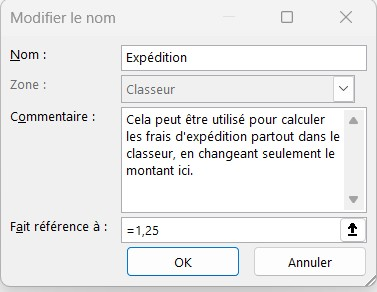 Modifier le nom
Nom :
Expédition
Zone :
Classeur
Commentaire :
Cela peut être utilisé pour calculer
les frais d'expédition partout dans le
classeur, en changeant seulement le
montant ici.
Fait référence à :
=1,25
OK
Annuler